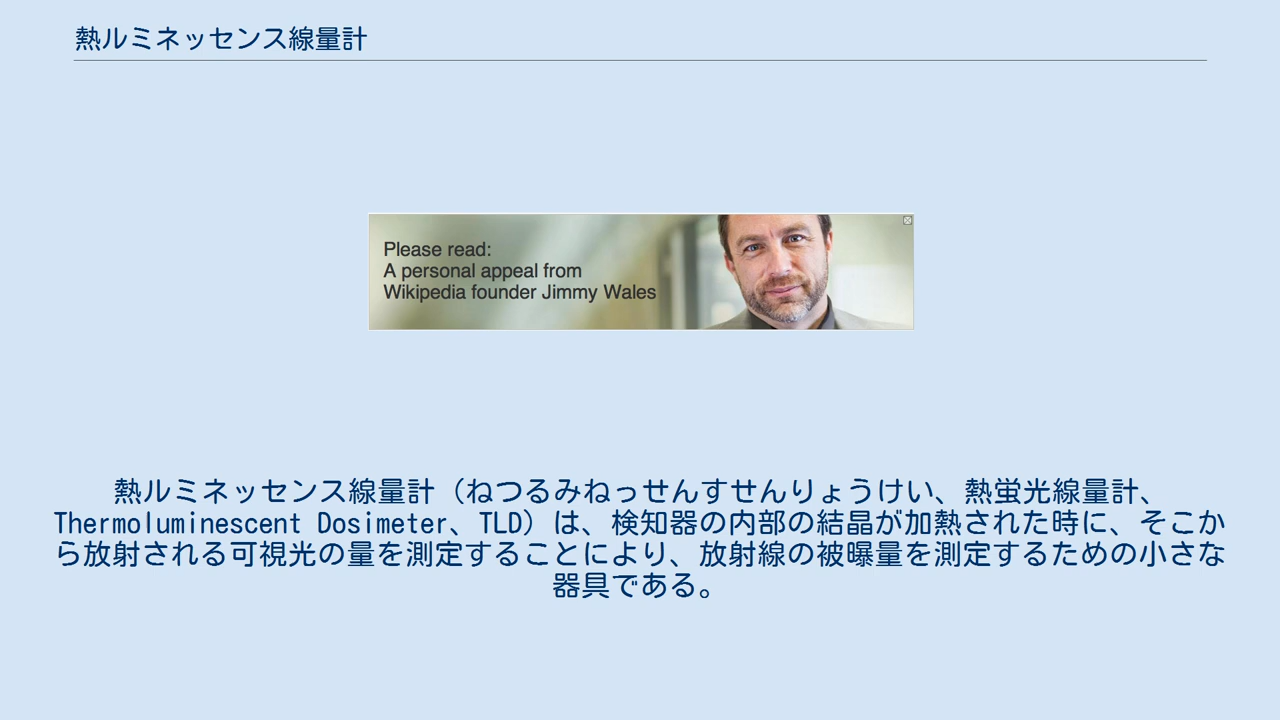 熱ルミネッセンス線量計
Please read:
A personal appeal from
Wikipedia founder Jimmy Wales
熱ルミネッセンス線量計（ねつるみねっせんすせんりょうけい、熱蛍光線量計、
Thermoluminescent Dosimeter、TLD）は、検知器の内部の結晶が加熱された時に、そこか
ら放射される可視光の量を測定することにより、放射線の被曝量を測定するための小さな
器具である。